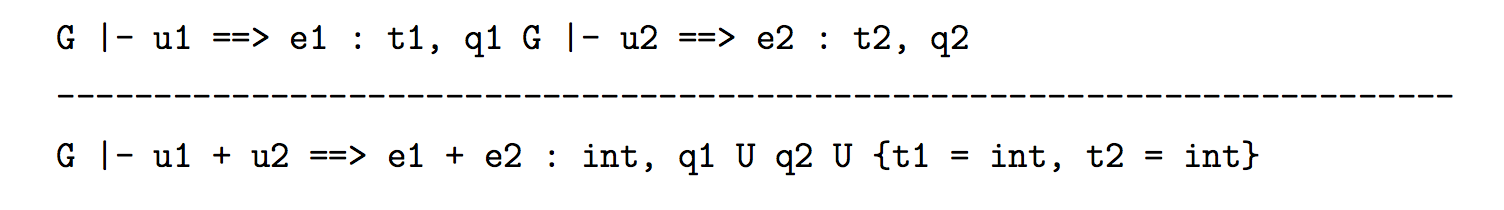 G |- u1 ==> e1 : t1, q1 G |- u2 ==> e2 : t2, q2
------------------------------------------------------------------------
G |- u1 + u2 ==> e1 + e2 : int, q1 U q2 U {t1 = int, t2 = int}